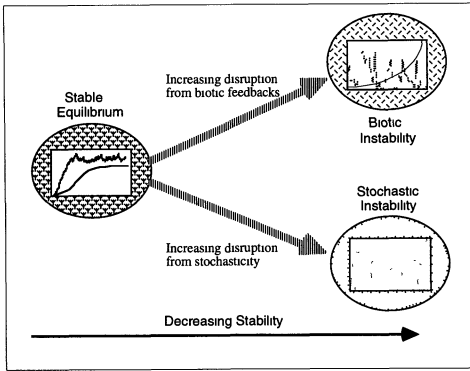 Increasing disruption
from biotic feedbacks
Stable
Equilibrium
Biotic
Instability
Stochastic
Instability
Increasing disruption
from stochasticity
Decreasing Stability